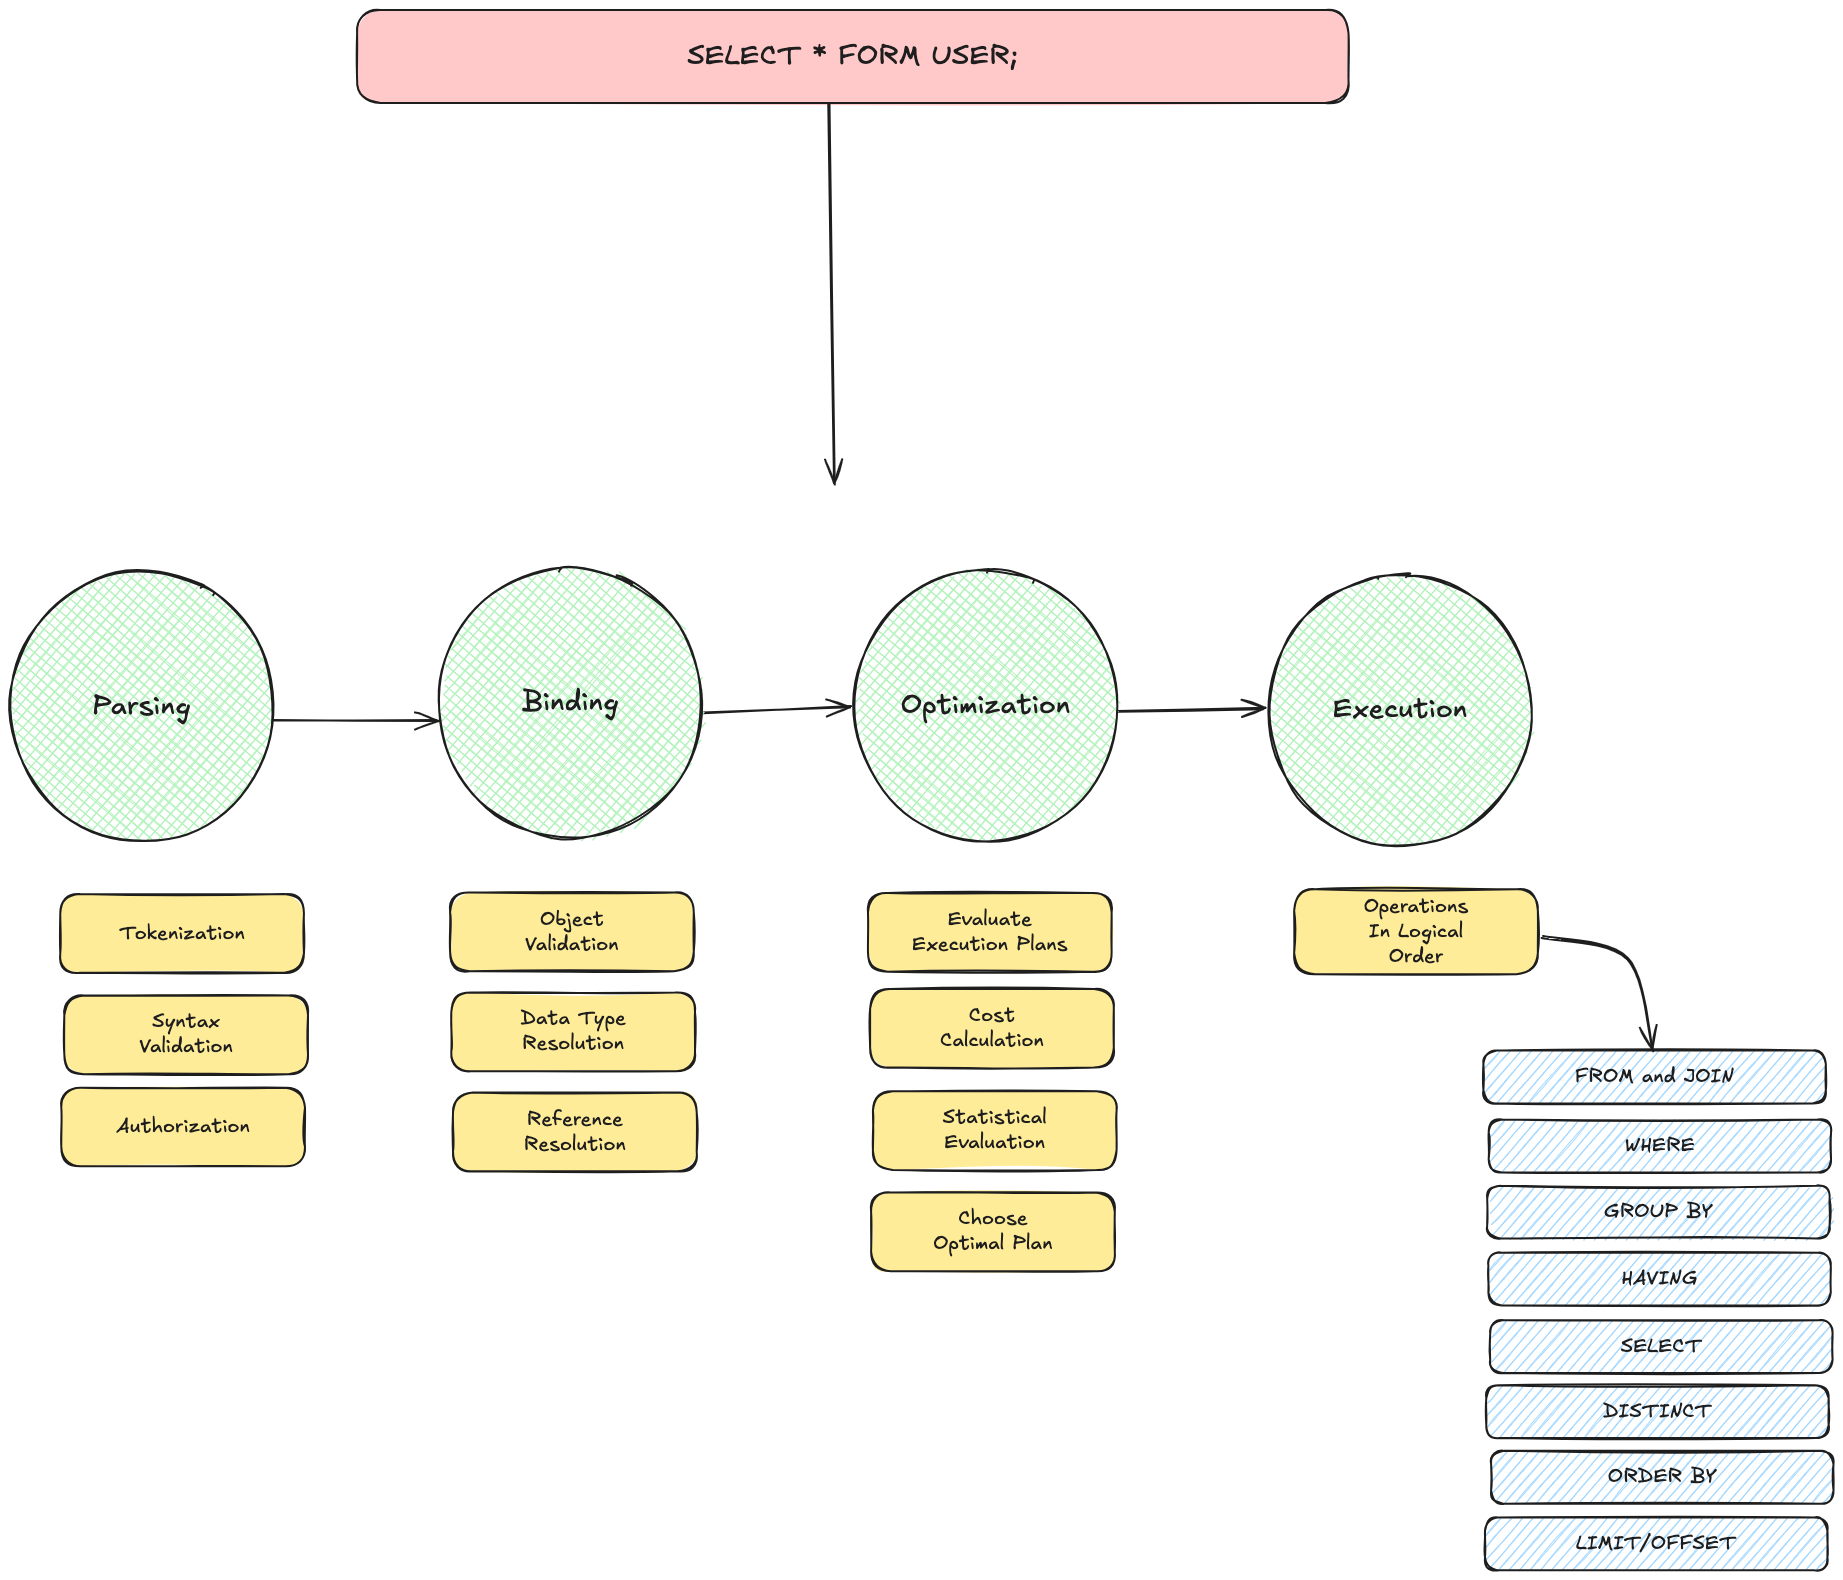 SELECT * FORM USER;
Parsing
Binding
Optimization
Execution
Tokenization
Syntax
Validation
Authorization
Object
Validation
Data Type
Resolution
Reference
Resolution
Evaluate
Execution Plans
Cost
Calculation
Statistical
Evaluation
Choose
Optimal Plan
Operations
In Logical
Order
FROM and JOIN
WHERE
GROUP BY
HAVING
SELECT
DISTINCT
ORDER BY
LIMIT/OFFSET